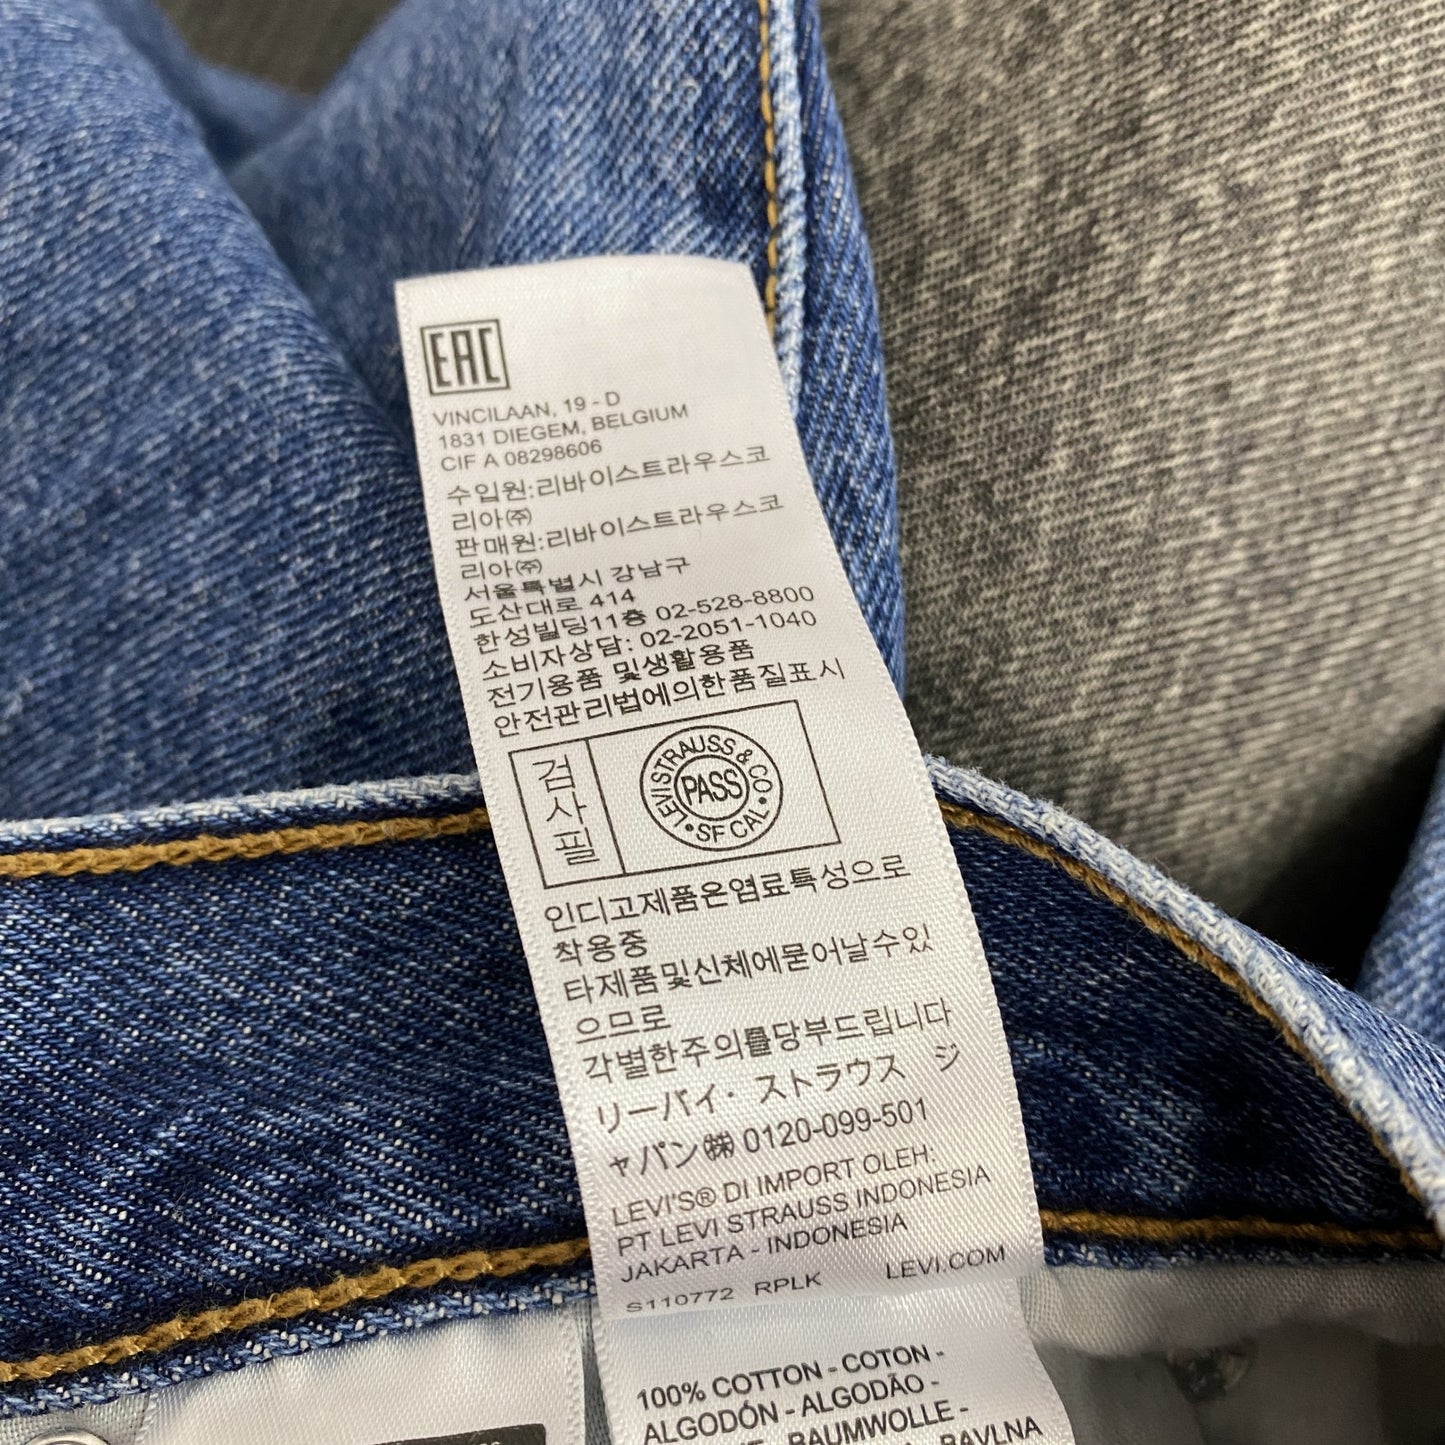 EAC
VINCILAAN, 19 - D
1831 DIEGEM, BELGIUM
CIF A 08298606
수입원:리바이스트라우스코
리아㈜
판매원:리바이스트라우스코
리아㈜
서울특별시 강남구
도산대로 414
한성빌딩11층 02-528-8800
소비자상담: 02-2051-1040
전기용품 및생활용품
안전관리법에의한품질표시
검사필
LEVI STRAUSS & CO
PASS
SF CAL
인디고제품은염료특성으로
착용중
타제품및신체에묻어날수있
으므로
각별한주의를당부드립니다
リーバイ・ストラウス ジ
ャパン㈱ 0120-099-501
LEVI'S® DI IMPORT OLEH:
PT LEVI STRAUSS INDONESIA
JAKARTA - INDONESIA
S110772 RPLK LEVI.COM
100% COTTON - COTON -
ALGODÓN - ALGODÃO -
BAUMWOLLE -
BAVLNA